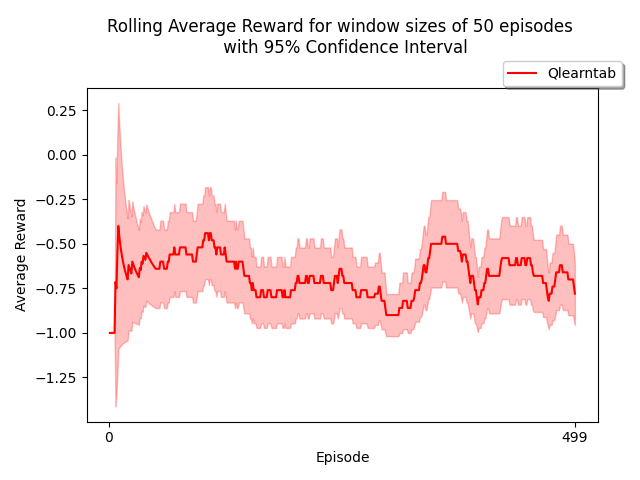 Rolling Average Reward for window sizes of 50 episodes
with 95% Confidence Interval
Qlearntab
0.25
0.00
−0.25
−0.50
−0.75
−1.00
−1.25
Average Reward
0
499
Episode